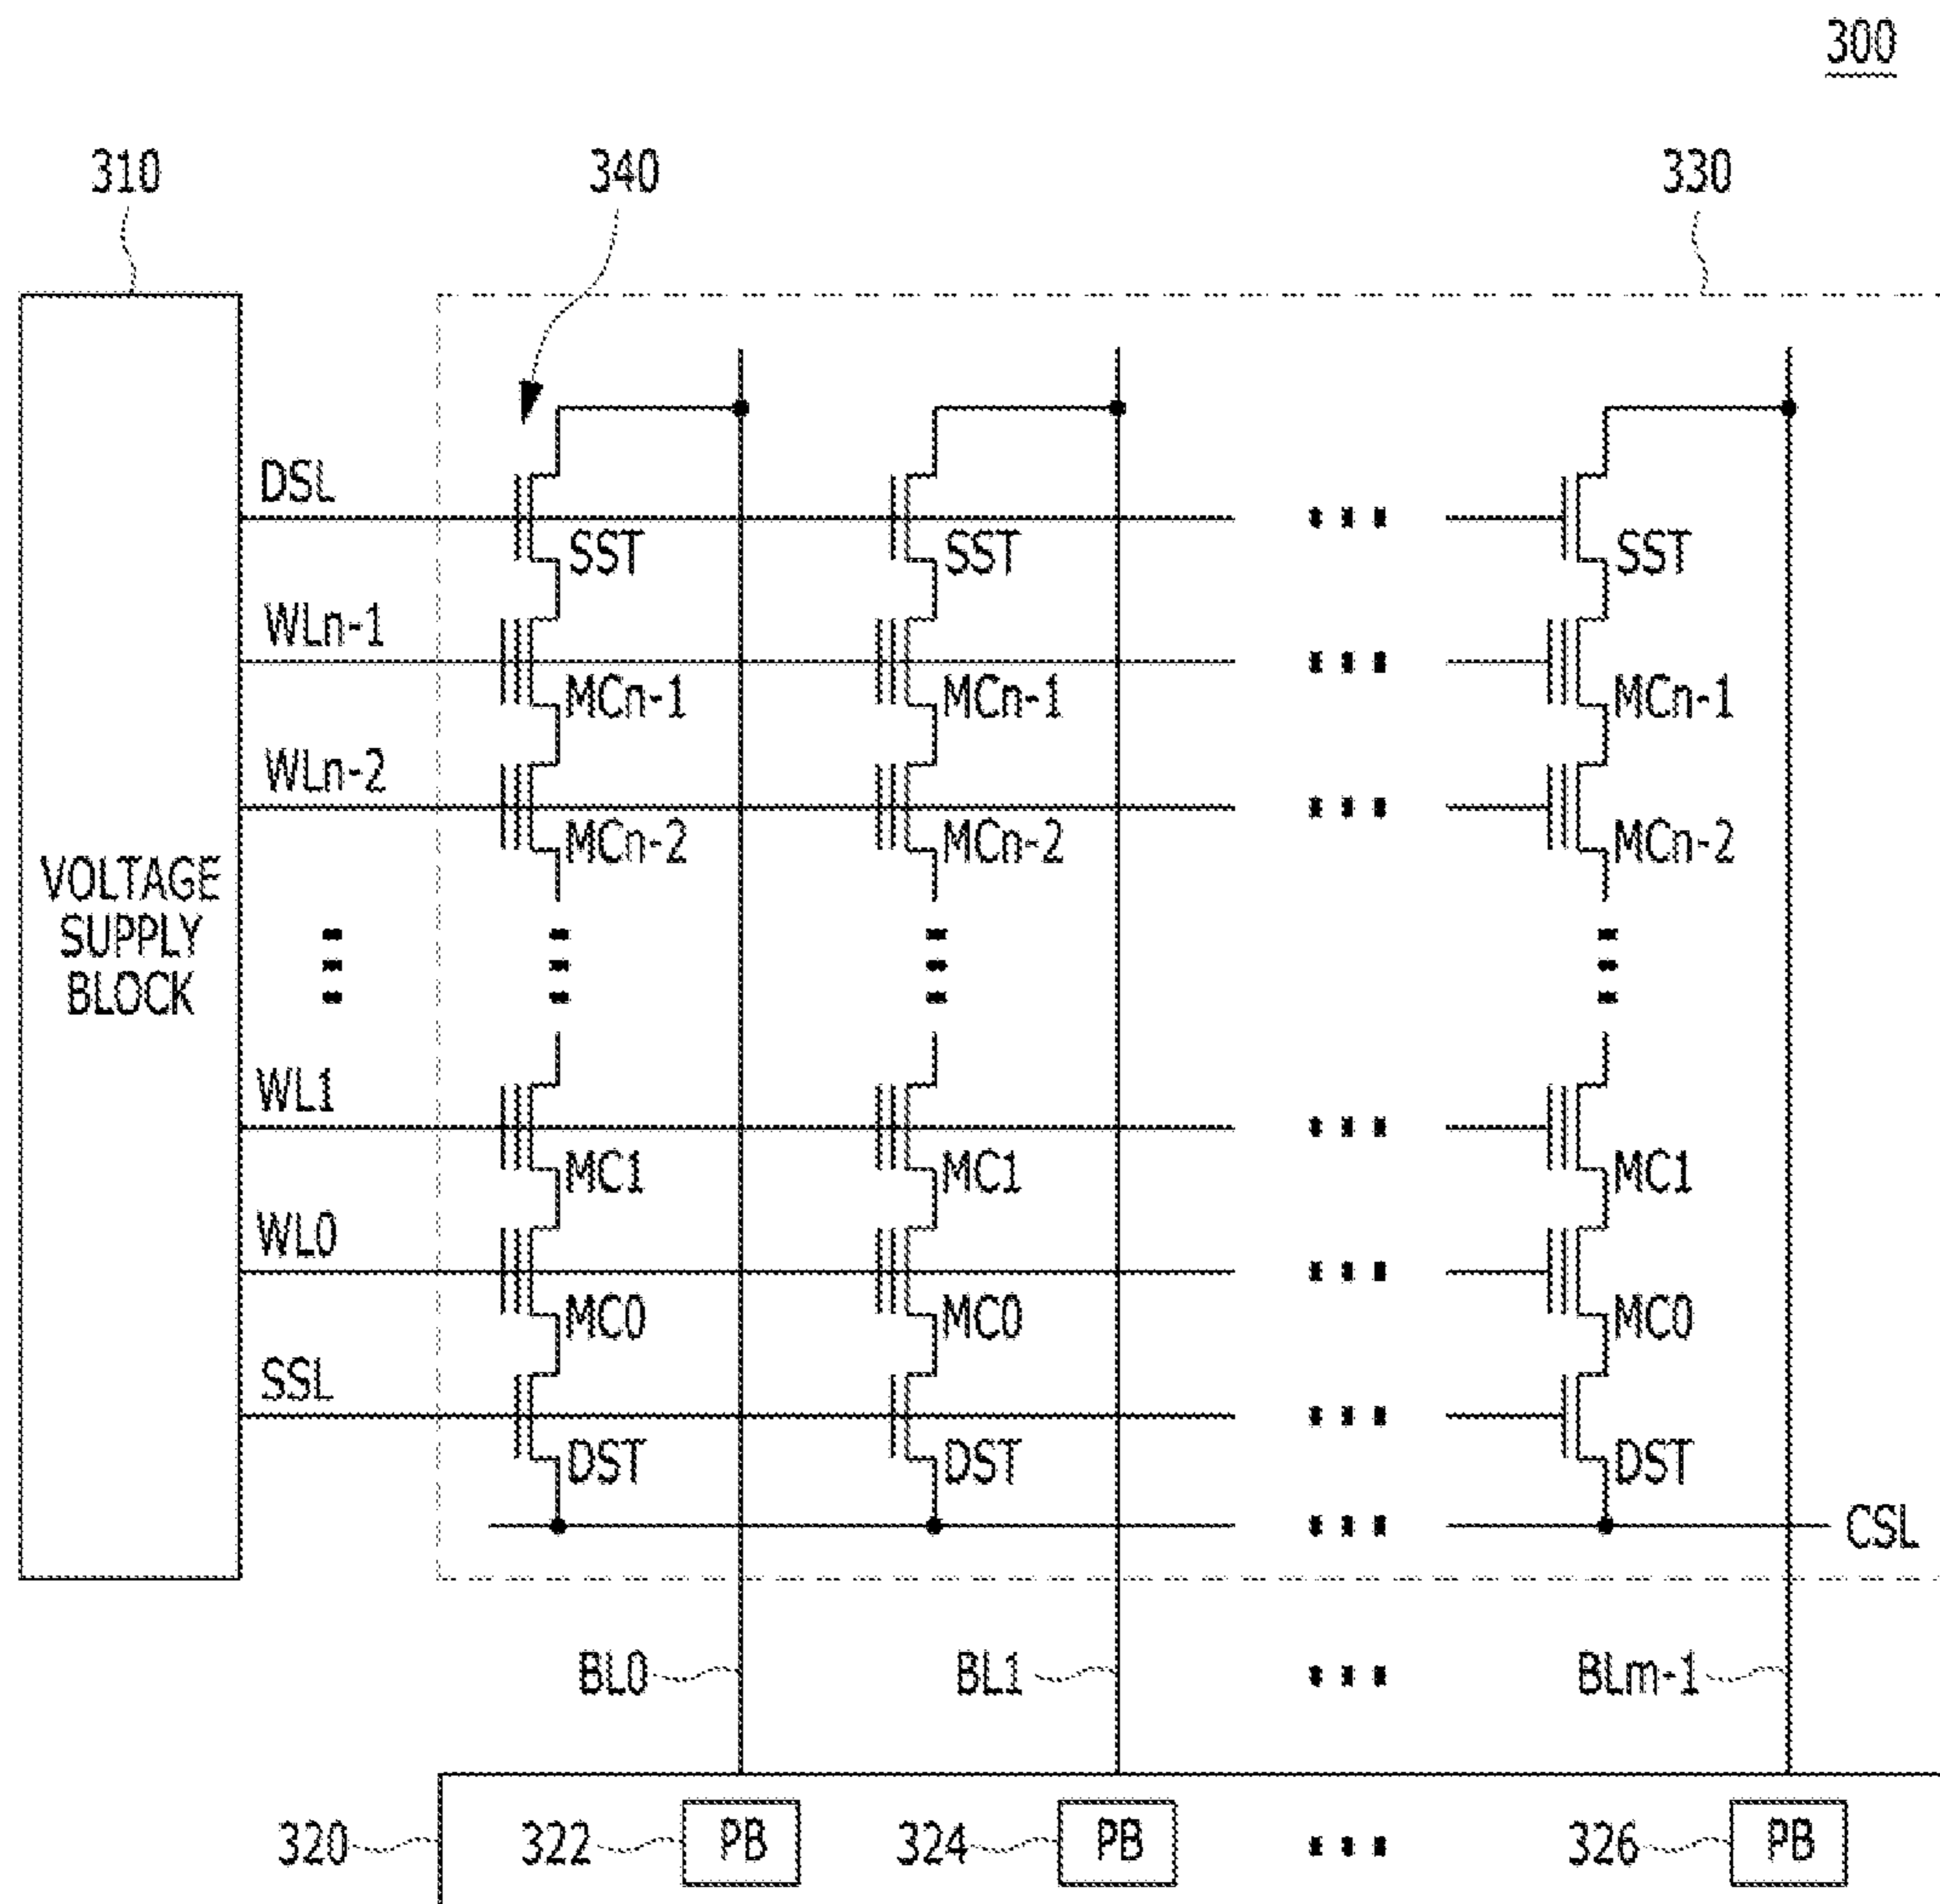 300
310 340 330
DSL
SST SST SST
WLn-1
MCn-1 MCn-1 MCn-1
WLn-2
MCn-2 MCn-2 MCn-2
VOLTAGE
SUPPLY
BLOCK
WL1
MC1 MC1 MC1
WL0
MC0 MC0 MC0
SSL
DST DST DST
CSL
BL0 BL1 BLm-1
320 322 PB 324 PB 326 PB